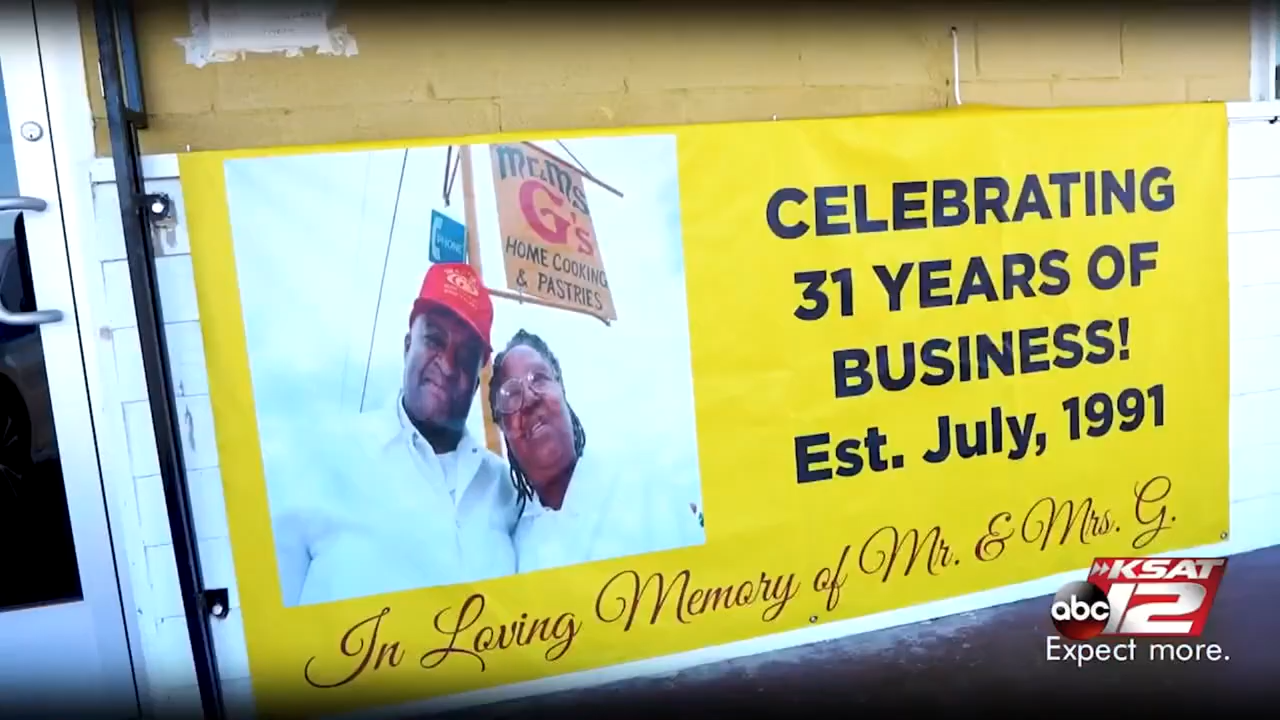 Mr. & Ms
G's
HOME COOKING
& PASTRIES
PHONE
CELEBRATING
31 YEARS OF
BUSINESS!
Est. July, 1991
In Loving Memory of Mr. & Mrs. G.
KSAT
abc 12
Expect more.